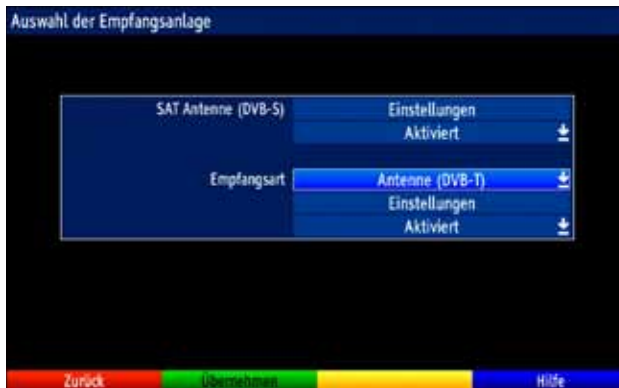 Auswahl der Empfangsanlage
SAT Antenne (DVB-S) Einstellungen
Aktiviert
Empfangsart Antenne (DVB-T)
Einstellungen
Aktiviert
Zurück Übernehmen Hilfe